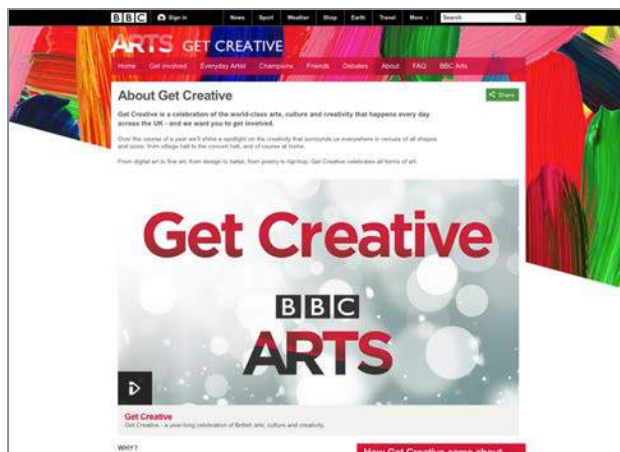 BBC Sign in News Sport Weather Shop Earth Travel More Search
ARTS GET CREATIVE
Home Get involved Everyday Artist Champions Friends Debates About FAQ BBC Arts
About Get Creative
Share
Get Creative is a celebration of the world-class arts, culture and creativity that happens every day
across the UK - and we want you to get involved.
Over the course of a year we'll shine a spotlight on the creativity that surrounds us everywhere in venues of all shapes
and sizes: from village hall to the concert hall, and of course at home.
From digital art to fine art, from design to ballet, from poetry to hip-hop, Get Creative celebrates all forms of art.
Get Creative
BBC
ARTS
Get Creative
Get Creative - a year-long celebration of British arts, culture and creativity.
WHY?
How Get Creative came about